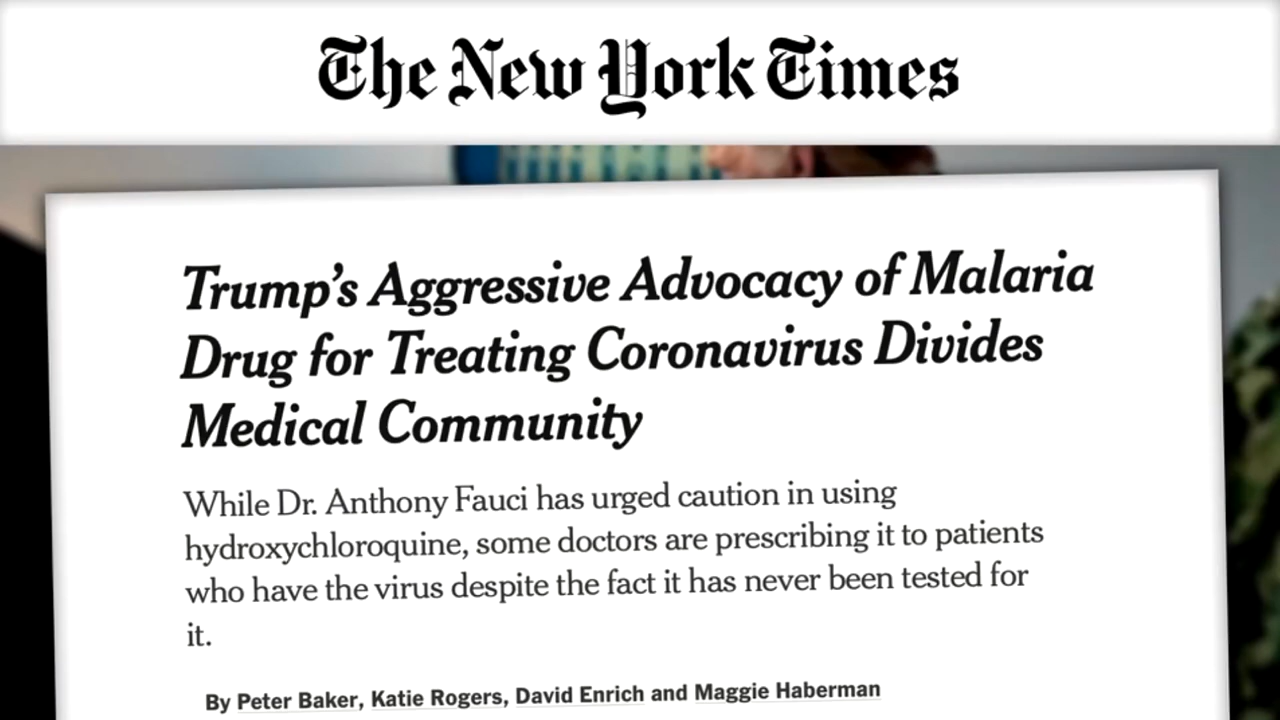 The New York Times
Trump’s Aggressive Advocacy of Malaria
Drug for Treating Coronavirus Divides
Medical Community
While Dr. Anthony Fauci has urged caution in using
hydroxychloroquine, some doctors are prescribing it to patients
who have the virus despite the fact it has never been tested for
it.
By Peter Baker, Katie Rogers, David Enrich and Maggie Haberman